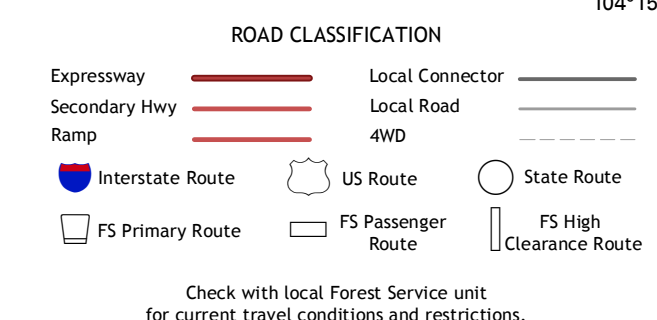 104°15
ROAD CLASSIFICATION
Expressway
Local Connector
Secondary Hwy
Local Road
Ramp
4WD
Interstate Route
US Route
State Route
FS Primary Route
FS Passenger
Route
FS High
Clearance Route
Check with local Forest Service unit
for current travel conditions and restrictions.